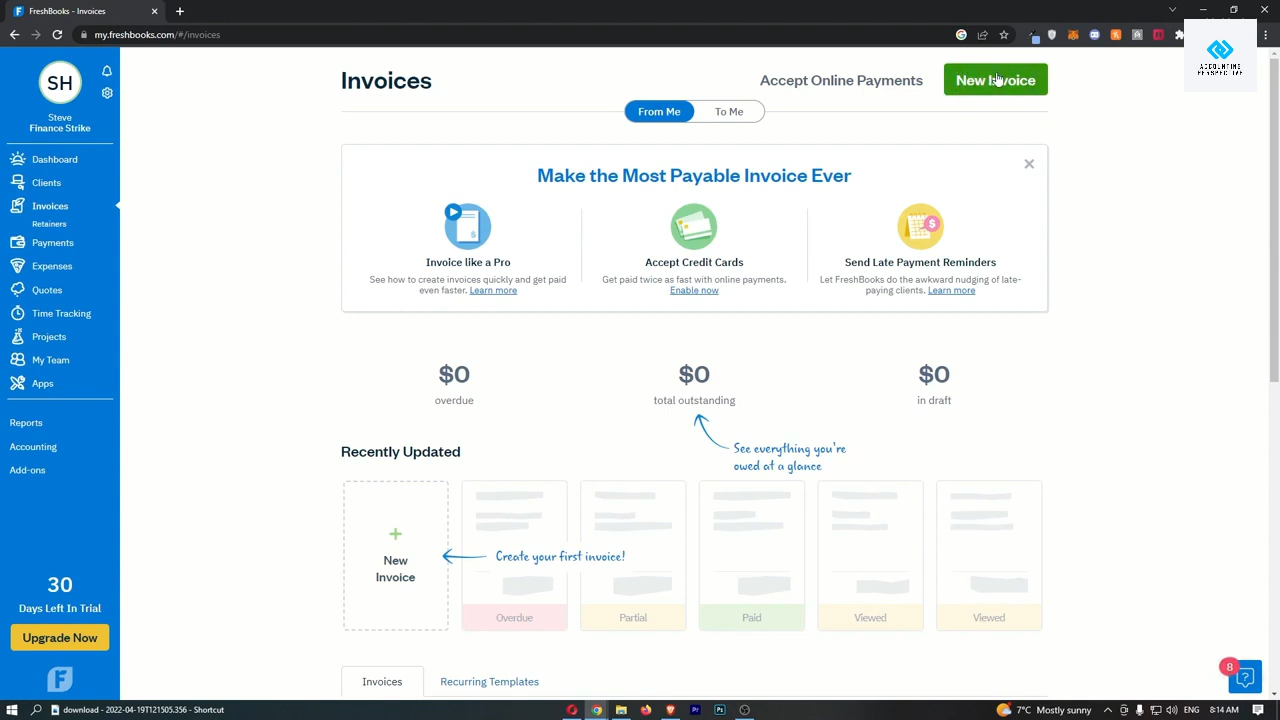 FreshBooks - Invoices
my.freshbooks.com/#/invoices
ACCOUNTING
PERSPECTIVE
SH
Steve
Finance Strike
Dashboard
Clients
Invoices
Retainers
Payments
Expenses
Quotes
Time Tracking
Projects
My Team
Apps
Reports
Accounting
Add-ons
30
Days Left In Trial
Upgrade Now
Invoices
Accept Online Payments
New Invoice
From Me
To Me
Make the Most Payable Invoice Ever
Invoice like a Pro
See how to create invoices quickly and get paid
even faster. Learn more
Accept Credit Cards
Get paid twice as fast with online payments.
Enable now
Send Late Payment Reminders
Let FreshBooks do the awkward nudging of late-
paying clients. Learn more
$0
overdue
$0
total outstanding
$0
in draft
See everything you're
owed at a glance
Recently Updated
New
Invoice
Create your first invoice!
Overdue
Partial
Paid
Viewed
Viewed
Invoices
Recurring Templates
8
download - 2022-04-19T121505.356 - Shortcut
7°C Mostly sunny
8:14 AM